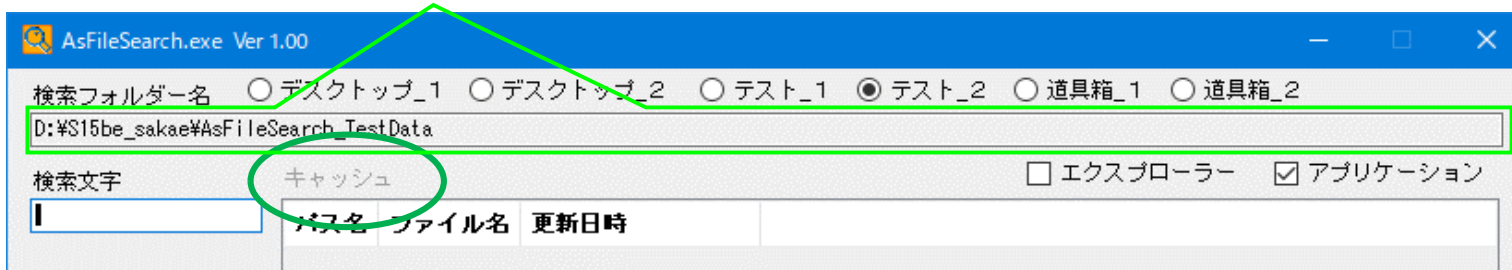 AsFileSearch.exe Ver 1.00
検索フォルダー名 デスクトップ_1 デスクトップ_2 テスト_1 テスト_2 道具箱_1 道具箱_2
D:¥S15be_sakae¥AsFileSearch_TestData
検索文字 キャッシュ エクスプローラー アプリケーション
パス名 ファイル名 更新日時